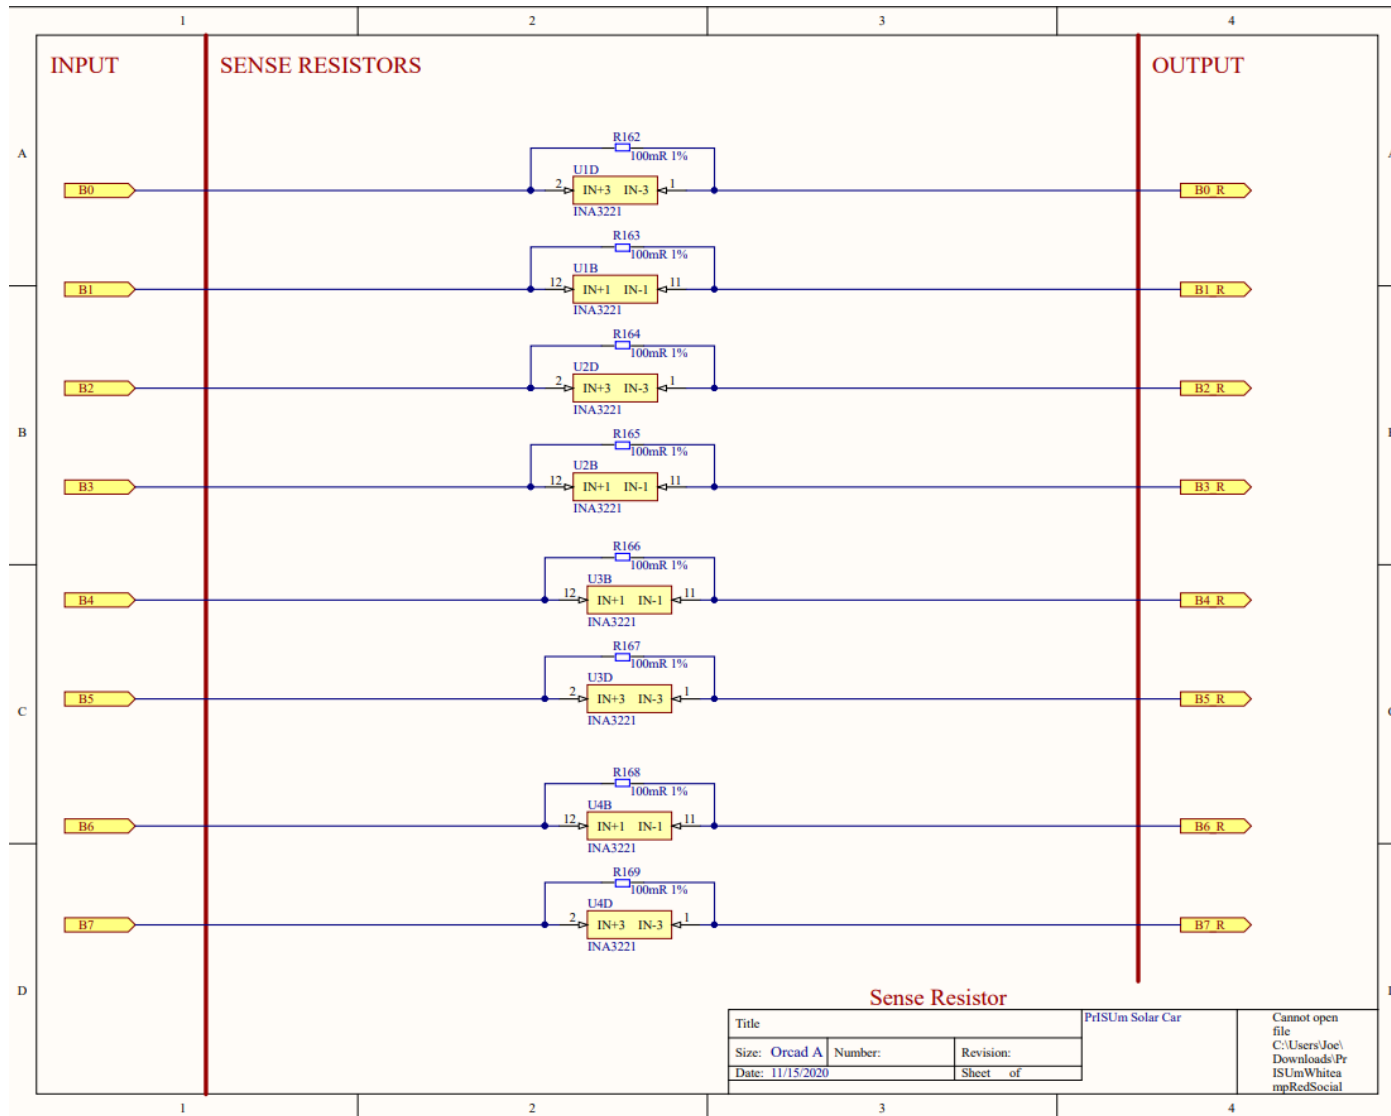 1 2 3 4
INPUT SENSE RESISTORS OUTPUT
R162
A
100mR 1%
U1D
B0 2 IN+3 IN-3 1 B0_R
INA3221
R163
100mR 1%
U1B
B1 12 IN+1 IN-1 11 B1_R
INA3221
R164
100mR 1%
U2D
B2 2 IN+3 IN-3 1 B2_R
INA3221
B
R165
100mR 1%
U2B
B3 12 IN+1 IN-1 11 B3_R
INA3221
R166
100mR 1%
U3B
B4 12 IN+1 IN-1 11 B4_R
INA3221
R167
100mR 1%
U3D
B5 2 IN+3 IN-3 1 B5_R
C
INA3221
R168
100mR 1%
U4B
B6 12 IN+1 IN-1 11 B6_R
INA3221
R169
100mR 1%
U4D
B7 2 IN+3 IN-3 1 B7_R
INA3221
D
Sense Resistor
Title
PrISUm Solar Car
Size: Orcad A Number: Revision:
Date: 11/15/2020 Sheet of
Cannot open
file
C:\Users\Joe\
Downloads\Pr
ISUmWhitea
mpRedSocial
1 2 3 4